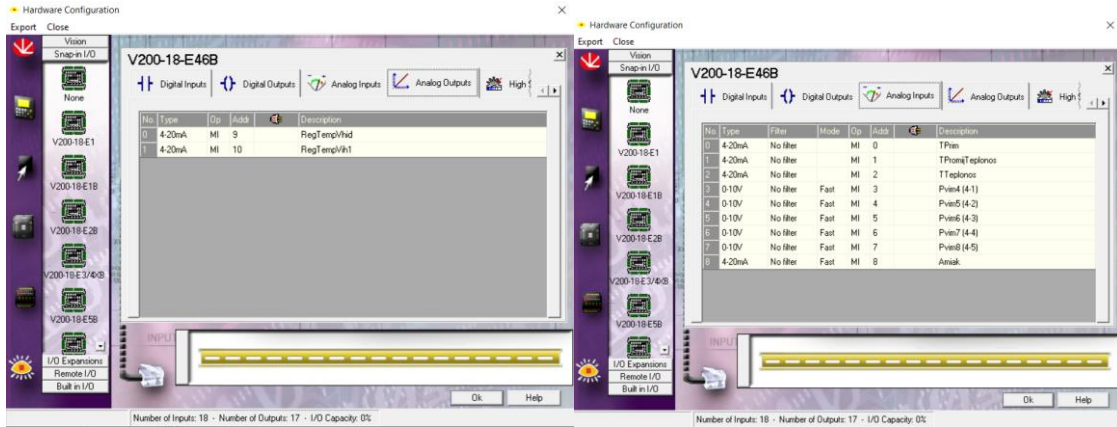 Hardware Configuration
Export Close
Vision
Snap-in I/O
None
V200-18-E1
V200-18-E1B
V200-18-E2B
V200-18-E3/4XB
V200-18-E5B
I/O Expansions
Remote I/O
Built in I/O
V200-18-E46B
Digital Inputs Digital Outputs Analog Inputs Analog Outputs High
No. Type Op Addr Description
0 4-20mA MI 9 RegTempVhid
1 4-20mA MI 10 RegTempVih1
INPU
Ok Help
Number of Inputs: 18 - Number of Outputs: 17 - I/O Capacity: 0%
Hardware Configuration
Export Close
Vision
Snap-in I/O
None
V200-18-E1
V200-18-E1B
V200-18-E2B
V200-18-E3/4XB
V200-18-E5B
I/O Expansions
Remote I/O
Built in I/O
V200-18-E46B
Digital Inputs Digital Outputs Analog Inputs Analog Outputs High
No. Type Filter Mode Op Addr Description
0 4-20mA No filter MI 0 TPrim
1 4-20mA No filter MI 1 TPromijTeplonos
2 4-20mA No filter MI 2 TTeplonos
3 0-10V No filter Fast MI 3 Pvim4 (4-1)
4 0-10V No filter Fast MI 4 Pvim5 (4-2)
5 0-10V No filter Fast MI 5 Pvim6 (4-3)
6 0-10V No filter Fast MI 6 Pvim7 (4-4)
7 0-10V No filter Fast MI 7 Pvim8 (4-5)
8 4-20mA No filter Fast MI 8 Amiak
INPU
Ok Help
Number of Inputs: 18 - Number of Outputs: 17 - I/O Capacity: 0%